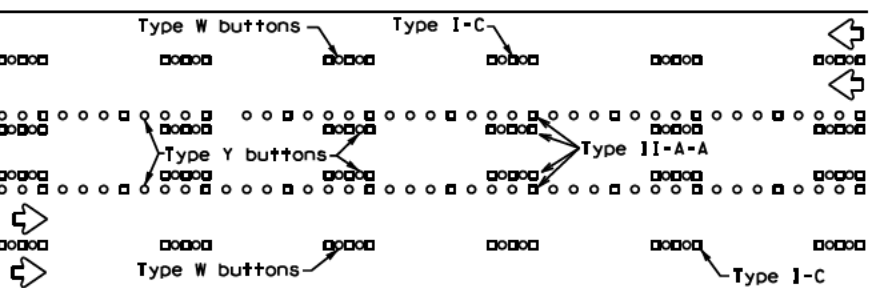 Type W buttons
Type I-C
Type Y buttons
Type II-A-A
Type W buttons
Type I-C